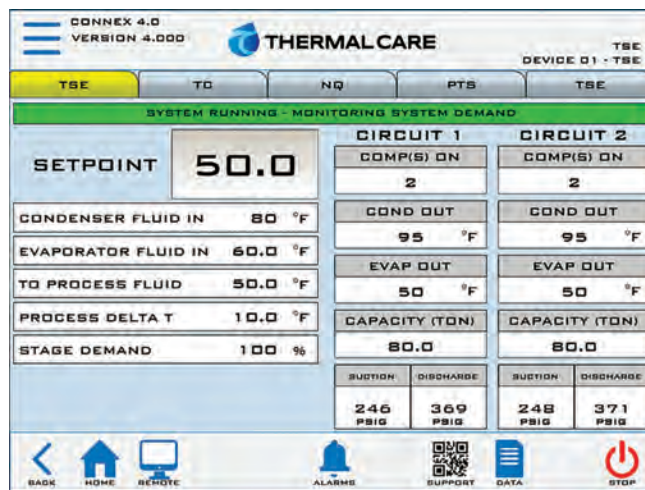 CONNEX 4.0
VERSION 4.000
THERMAL CARE
TSE
DEVICE 01 - TSE
TSE TC NQ PTS TSE
SYSTEM RUNNING - MONITORING SYSTEM DEMAND
SETPOINT 50.0
CONDENSER FLUID IN 80 °F
EVAPORATOR FLUID IN 60.0 °F
TO PROCESS FLUID 50.0 °F
PROCESS DELTA T 10.0 °F
STAGE DEMAND 100 %
CIRCUIT 1
COMP(S) ON
2
COND OUT
95 °F
EVAP OUT
50 °F
CAPACITY (TON)
80.0
SUCTION DISCHARGE
246 369
PSIG PSIG
CIRCUIT 2
COMP(S) ON
2
COND OUT
95 °F
EVAP OUT
50 °F
CAPACITY (TON)
80.0
SUCTION DISCHARGE
248 371
PSIG PSIG
BACK HOME REMOTE ALARMS SUPPORT DATA STOP